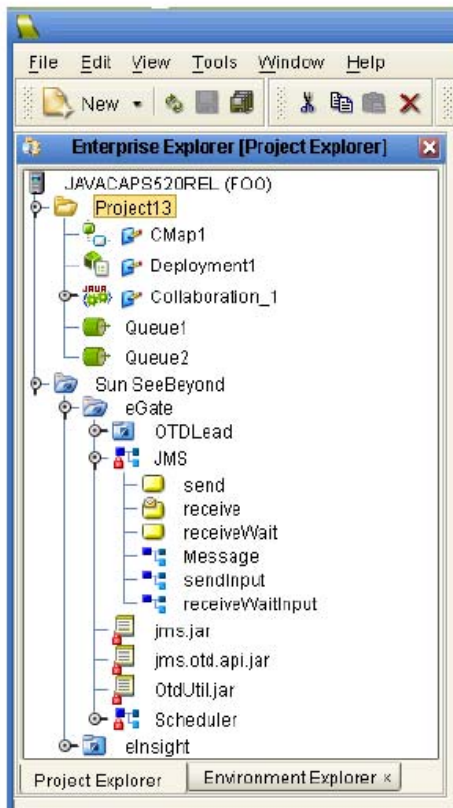 File Edit View Tools Window Help
New
Enterprise Explorer [Project Explorer]
JAVACAPS520REL (FOO)
Project13
CMap1
Deployment1
JAVA
Collaboration_1
Queue1
Queue2
Sun SeeBeyond
eGate
OTDLead
JMS
send
receive
receiveWait
Message
sendInput
receiveWaitInput
jms.jar
jms.otd.api.jar
OtdUtil.jar
Scheduler
eInsight
Project Explorer Environment Explorer ×